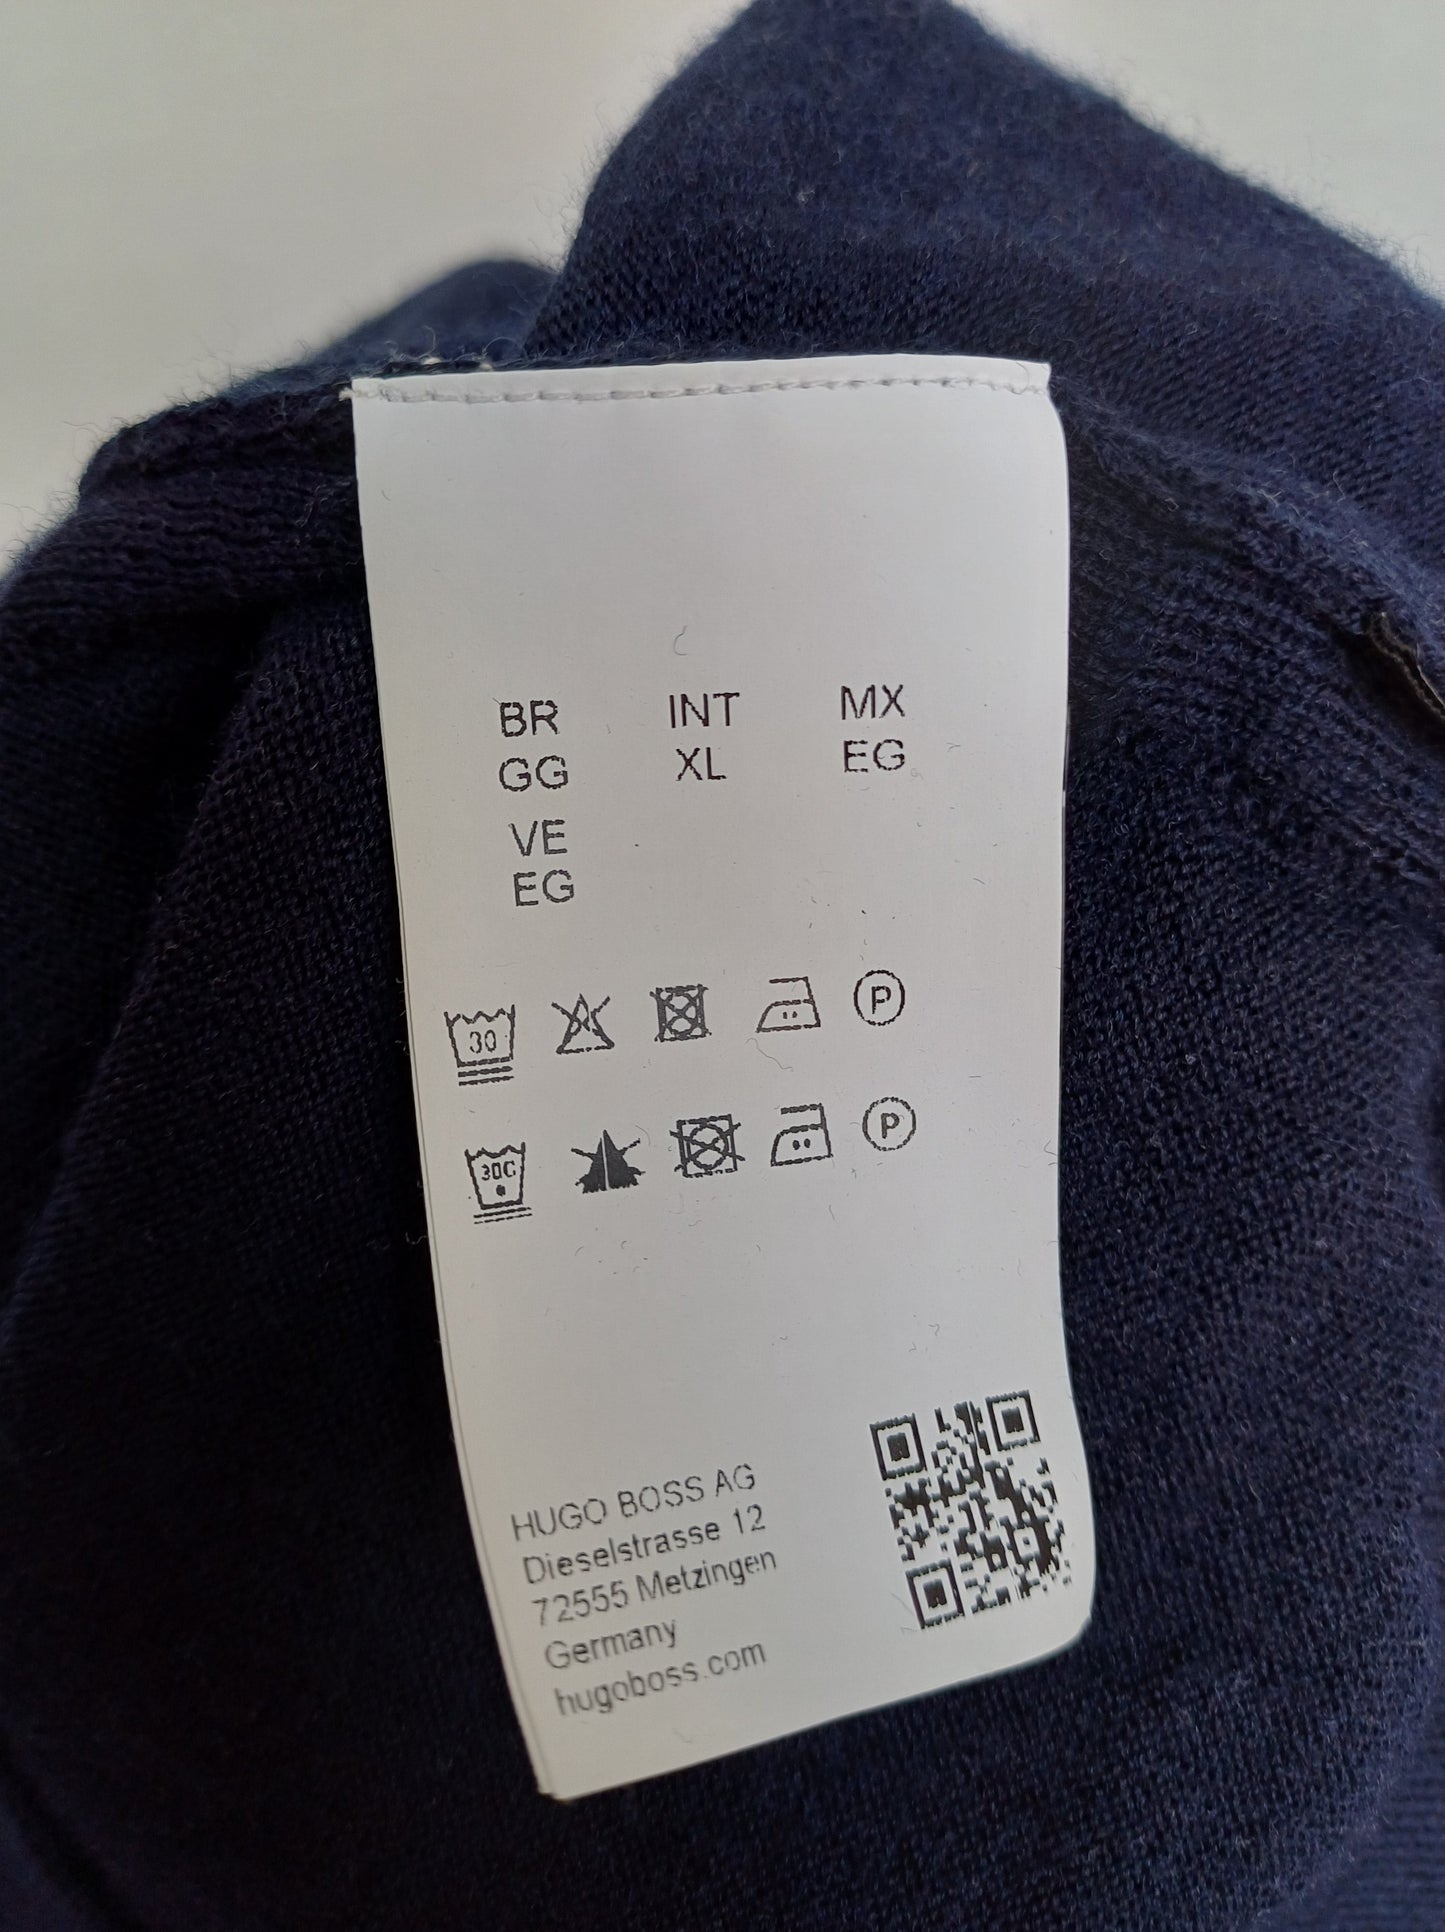 BR INT MX
GG XL EG
VE
EG
30 P
30C P
HUGO BOSS AG
Dieselstrasse 12
72555 Metzingen
Germany
hugoboss.com